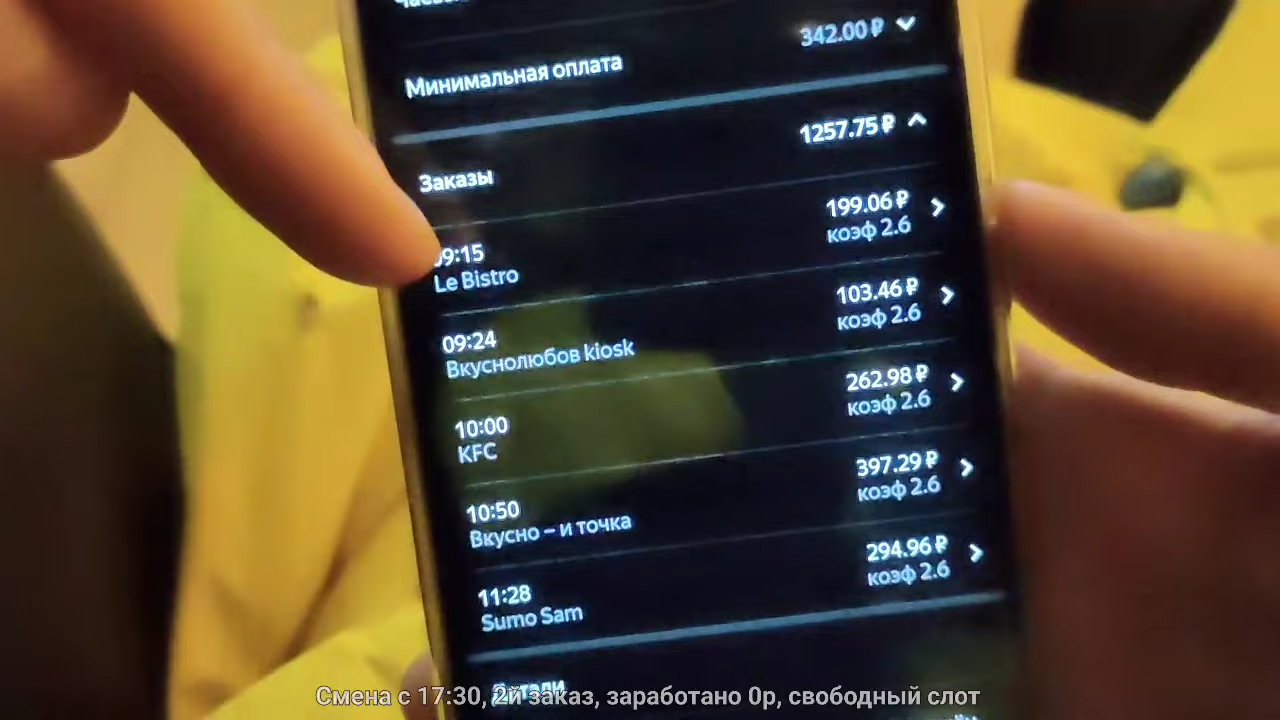 342.00 ₽
Минимальная оплата
1257.75 ₽
Заказы
199.06 ₽
коэф 2.6
09:15
Le Bistro
103.46 ₽
коэф 2.6
09:24
Вкуснолюбов kiosk
262.98 ₽
коэф 2.6
10:00
KFC
397.29 ₽
коэф 2.6
10:50
Вкусно – и точка
294.96 ₽
коэф 2.6
11:28
Sumo Sam
Детали
Смена с 17:30, 2й заказ, заработано 0р, свободный слот